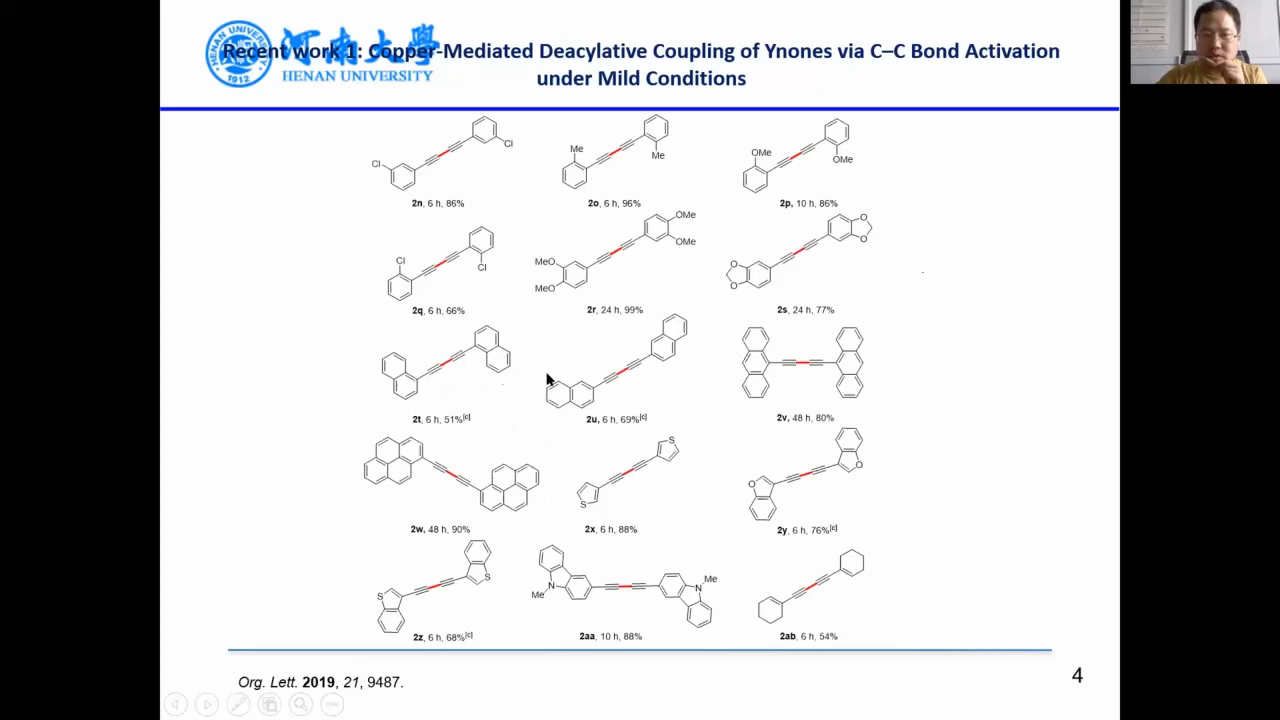 Recent work 1: Copper-Mediated Deacylative Coupling of Ynones via C–C Bond Activation
under Mild Conditions
河南大學
HENAN UNIVERSITY
HENAN UNIVERSITY
1912
Cl
Cl
2n, 6 h, 86%
Me
Me
2o, 6 h, 96%
OMe
OMe
2p, 10 h, 86%
Cl
Cl
2q, 6 h, 66%
OMe
OMe
MeO
MeO
2r, 24 h, 99%
O
O
O
O
2s, 24 h, 77%
2t, 6 h, 51%[c]
2u, 6 h, 69%[c]
2v, 48 h, 80%
2w, 48 h, 90%
S
S
2x, 6 h, 88%
O
O
2y, 6 h, 76%[c]
S
S
2z, 6 h, 68%[c]
N
Me
Me
N
2aa, 10 h, 88%
2ab, 6 h, 54%
Org. Lett. 2019, 21, 9487.
4